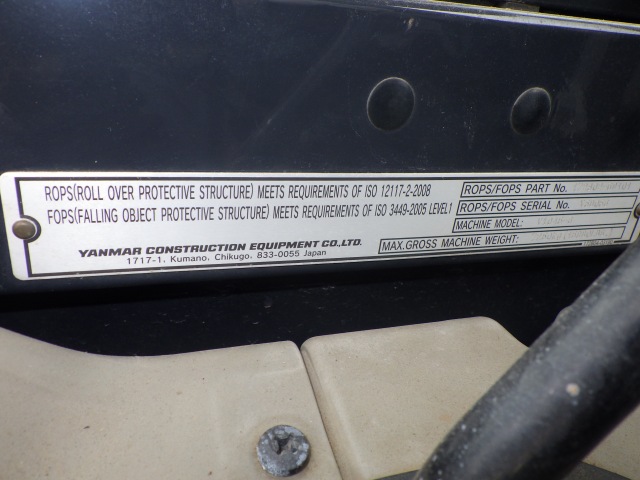 ROPS(ROLL OVER PROTECTIVE STRUCTURE) MEETS REQUIREMENTS OF ISO 12117-2-2008
FOPS(FALLING OBJECT PROTECTIVE STRUCTURE) MEETS REQUIREMENTS OF ISO 3449-2005 LEVEL1
YANMAR CONSTRUCTION EQUIPMENT CO.,LTD.
1717-1, Kumano, Chikugo, 833-0055 Japan
ROPS/FOPS PART No.
ROPS/FOPS SERIAL No.
MACHINE MODEL:
MAX.GROSS MACHINE WEIGHT: